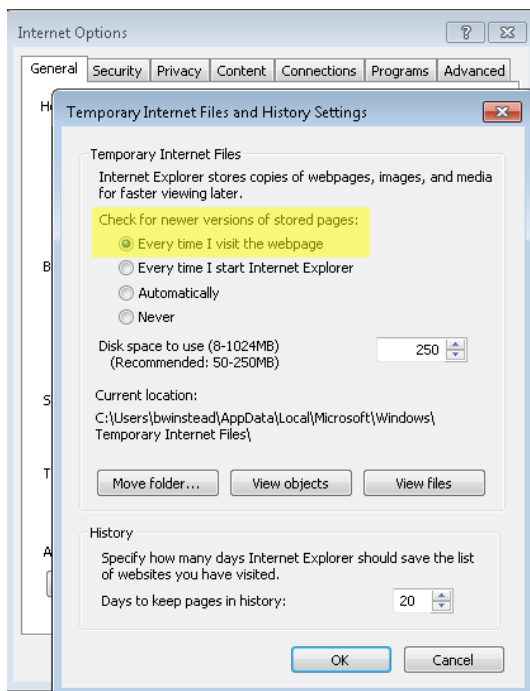 Internet Options
General Security Privacy Content Connections Programs Advanced
Temporary Internet Files and History Settings
Temporary Internet Files
Internet Explorer stores copies of webpages, images, and media
for faster viewing later.
Check for newer versions of stored pages:
Every time I visit the webpage
Every time I start Internet Explorer
Automatically
Never
Disk space to use (8-1024MB)
(Recommended: 50-250MB)
250
Current location:
C:\Users\bwinstead\AppData\Local\Microsoft\Windows\
Temporary Internet Files\
Move folder... View objects View files
History
Specify how many days Internet Explorer should save the list
of websites you have visited.
Days to keep pages in history: 20
OK Cancel